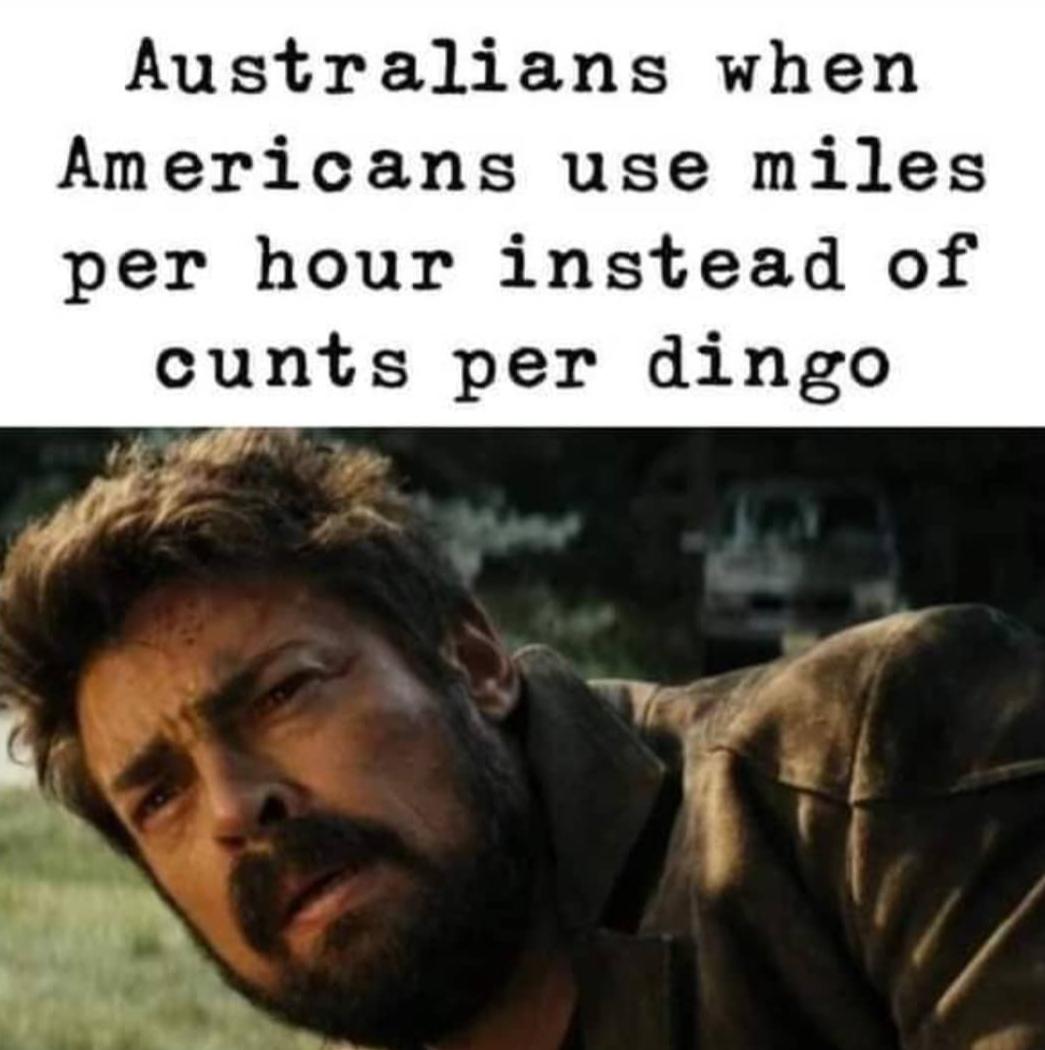 Australians when
Americans use miles
per hour instead of
cunts per dingo